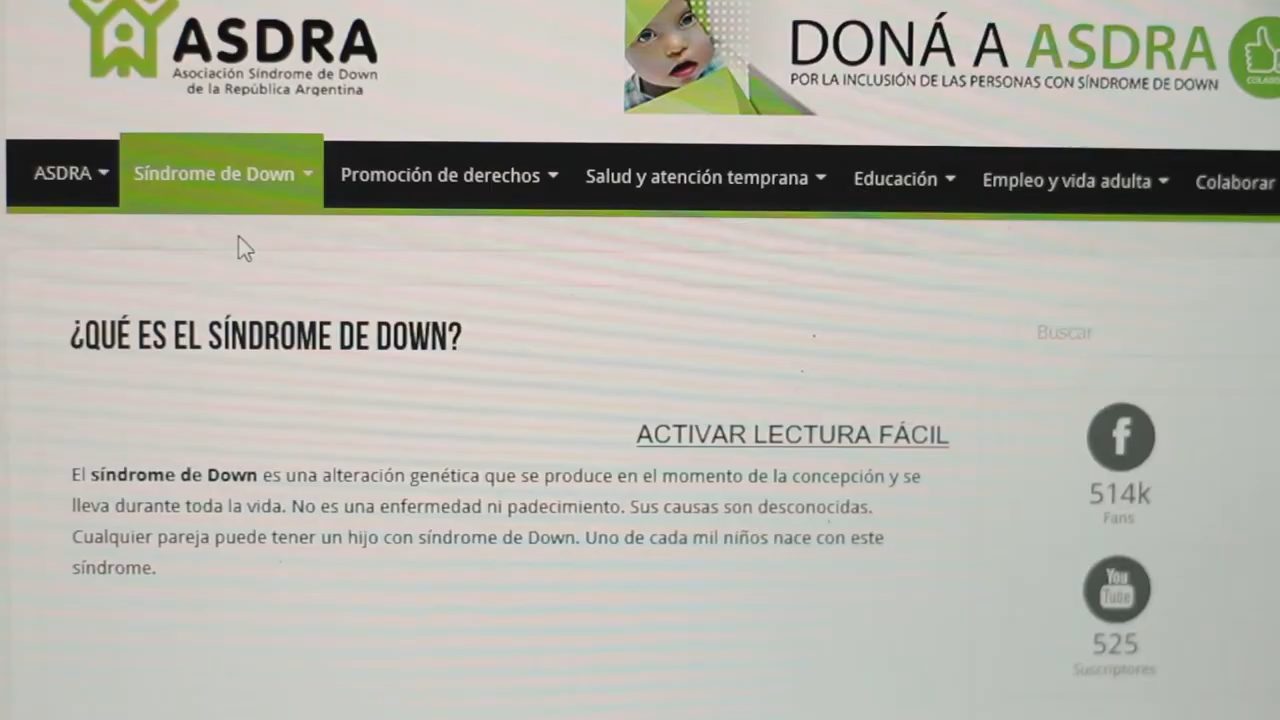 ASDRA
Asociación Síndrome de Down
de la República Argentina
DONÁ A ASDRA
POR LA INCLUSIÓN DE LAS PERSONAS CON SÍNDROME DE DOWN
ASDRA
Síndrome de Down
Promoción de derechos
Salud y atención temprana
Educación
Empleo y vida adulta
Colaborar
¿QUÉ ES EL SÍNDROME DE DOWN?
Buscar
ACTIVAR LECTURA FÁCIL
El síndrome de Down es una alteración genética que se produce en el momento de la concepción y se
lleva durante toda la vida. No es una enfermedad ni padecimiento. Sus causas son desconocidas.
Cualquier pareja puede tener un hijo con síndrome de Down. Uno de cada mil niños nace con este
síndrome.
514k
Fans
You
Tube
525
Suscriptores